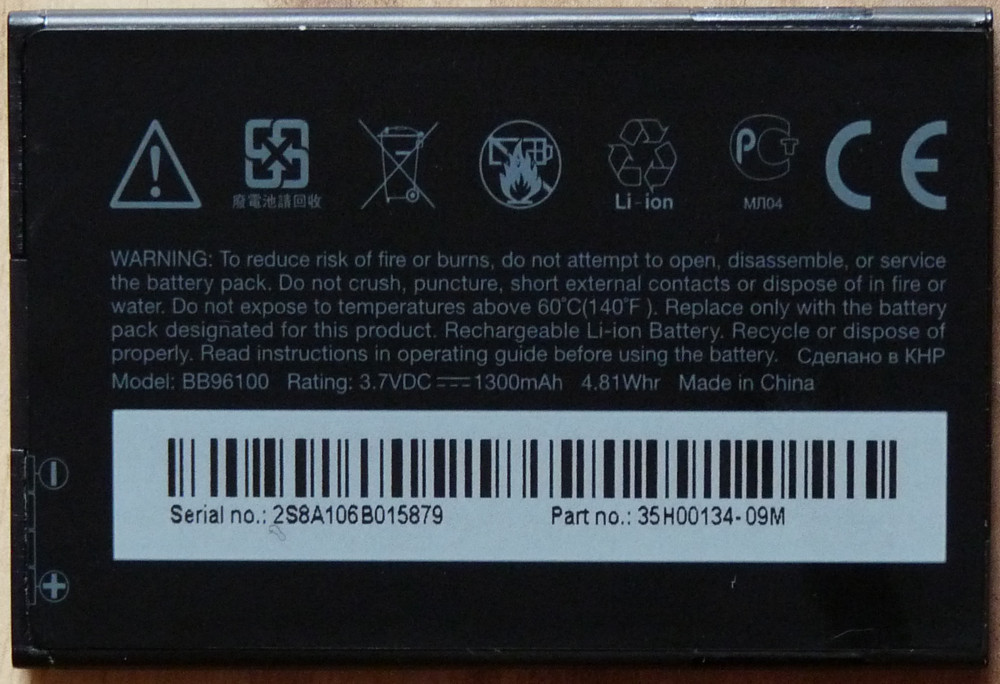 廢電池請回收
Li-ion
РСТ
МЛ04
CE
WARNING: To reduce risk of fire or burns, do not attempt to open, disassemble, or service
the battery pack. Do not crush, puncture, short external contacts or dispose of in fire or
water. Do not expose to temperatures above 60°C(140°F ). Replace only with the battery
pack designated for this product. Rechargeable Li-ion Battery. Recycle or dispose of
properly. Read instructions in operating guide before using the battery. Сделано в КНР
Model: BB96100 Rating: 3.7VDC 1300mAh 4.81Whr Made in China
Serial no.: 2S8A106B015879 Part no.: 35H00134-09M